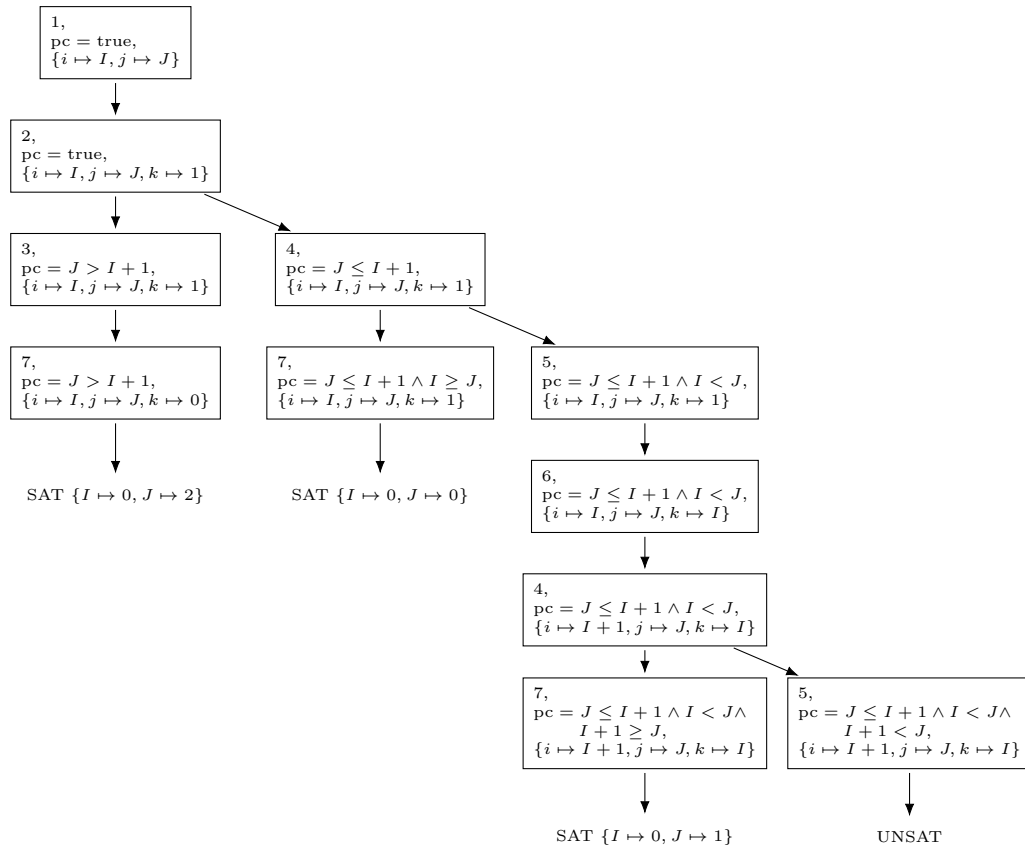 1,
pc = true,
{i ↦ I, j ↦ J}
2,
pc = true,
{i ↦ I, j ↦ J, k ↦ 1}
3,
pc = J > I + 1,
{i ↦ I, j ↦ J, k ↦ 1}
4,
pc = J ≤ I + 1,
{i ↦ I, j ↦ J, k ↦ 1}
7,
pc = J > I + 1,
{i ↦ I, j ↦ J, k ↦ 0}
7,
pc = J ≤ I + 1 ∧ I ≥ J,
{i ↦ I, j ↦ J, k ↦ 1}
5,
pc = J ≤ I + 1 ∧ I < J,
{i ↦ I, j ↦ J, k ↦ 1}
SAT {I ↦ 0, J ↦ 2}
SAT {I ↦ 0, J ↦ 0}
6,
pc = J ≤ I + 1 ∧ I < J,
{i ↦ I, j ↦ J, k ↦ I}
4,
pc = J ≤ I + 1 ∧ I < J,
{i ↦ I + 1, j ↦ J, k ↦ I}
7,
pc = J ≤ I + 1 ∧ I < J∧
I + 1 ≥ J,
{i ↦ I + 1, j ↦ J, k ↦ I}
5,
pc = J ≤ I + 1 ∧ I < J∧
I + 1 < J,
{i ↦ I + 1, j ↦ J, k ↦ I}
SAT {I ↦ 0, J ↦ 1}
UNSAT